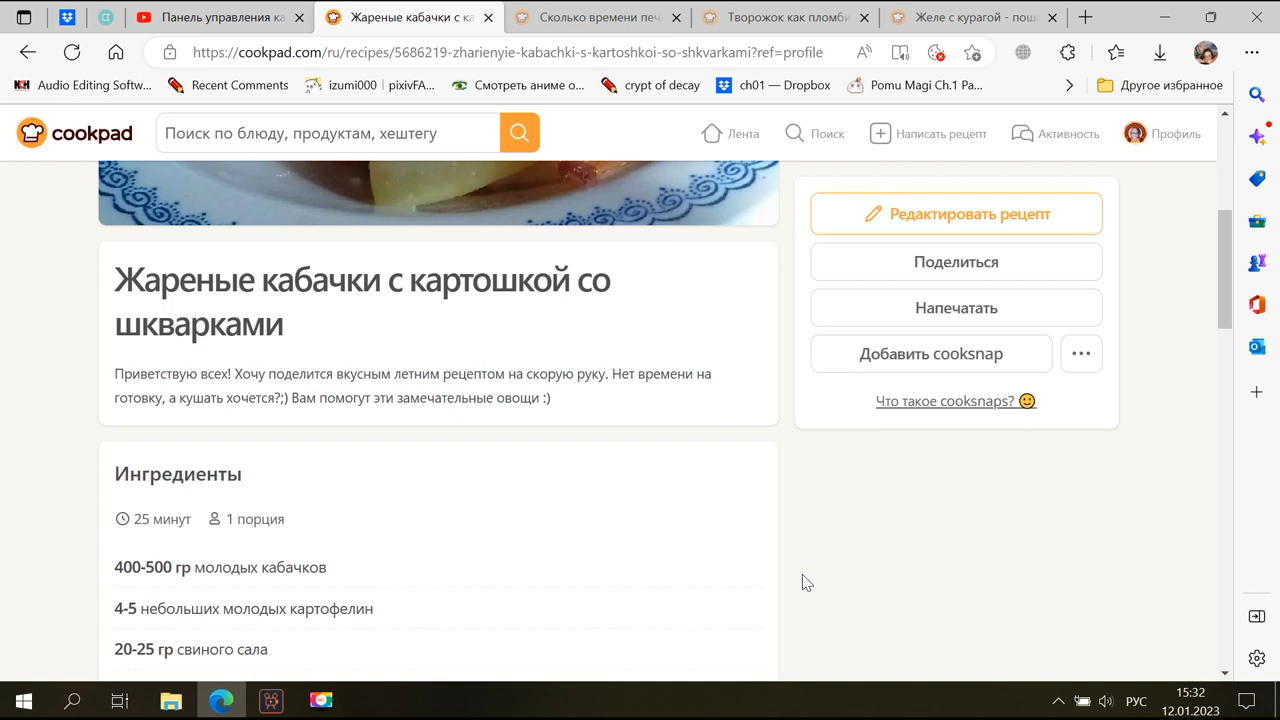 Панель управления ка
Жареные кабачки с ка
Сколько времени печ
Творожок как пломби
Желе с курагой - пош
https://cookpad.com/ru/recipes/5686219-zharienyie-kabachki-s-kartoshkoi-so-shkvarkami?ref=profile
Audio Editing Softw...
Recent Comments
izumi000 | pixivFA...
Смотреть аниме о...
crypt of decay
ch01 — Dropbox
Pomu Magi Ch.1 Pa...
Другое избранное
cookpad
Поиск по блюду, продуктам, хештегу
Лента
Поиск
Написать рецепт
Активность
Профиль
Жареные кабачки с картошкой со
шкварками
Приветствую всех! Хочу поделится вкусным летним рецептом на скорую руку. Нет времени на
готовку, а кушать хочется?;) Вам помогут эти замечательные овощи :)
Редактировать рецепт
Поделиться
Напечатать
Добавить cooksnap
Что такое cooksnaps? 🙂
Ингредиенты
25 минут 1 порция
400-500 гр молодых кабачков
4-5 небольших молодых картофелин
20-25 гр свиного сала
РУС
15:32
12.01.2023